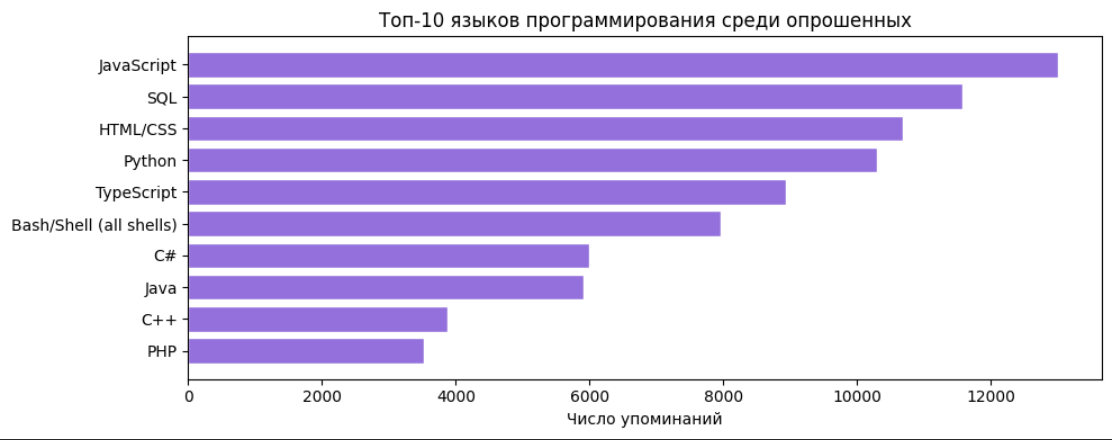 Топ-10 языков программирования среди опрошенных
JavaScript
SQL
HTML/CSS
Python
TypeScript
Bash/Shell (all shells)
C#
Java
C++
PHP
0 2000 4000 6000 8000 10000 12000
Число упоминаний